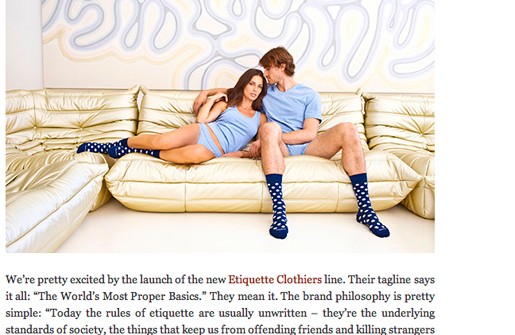 We’re pretty excited by the launch of the new Etiquette Clothiers line. Their tagline says
it all: “The World’s Most Proper Basics.” They mean it. The brand philosophy is pretty
simple: “Today the rules of etiquette are usually unwritten – they’re the underlying
standards of society, the things that keep us from offending friends and killing strangers